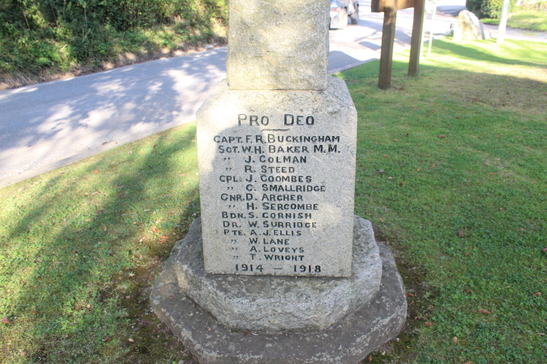 PRO DEO
CAPT. F. R. BUCKINGHAM
SGT. W. H. BAKER M. M.
" J. COLMAN
" R. STEED
CPL. J. COOMBES
" C. SMALLRIDGE
GNR. D. ARCHER
" H. SERCOMBE
BDN. S. CORNISH
DR. W. SURRIDGE
PTE. A. J. ELLIS
" W. LANE
" A. LOVEYS
" T. WRIGHT
1914 – 1918